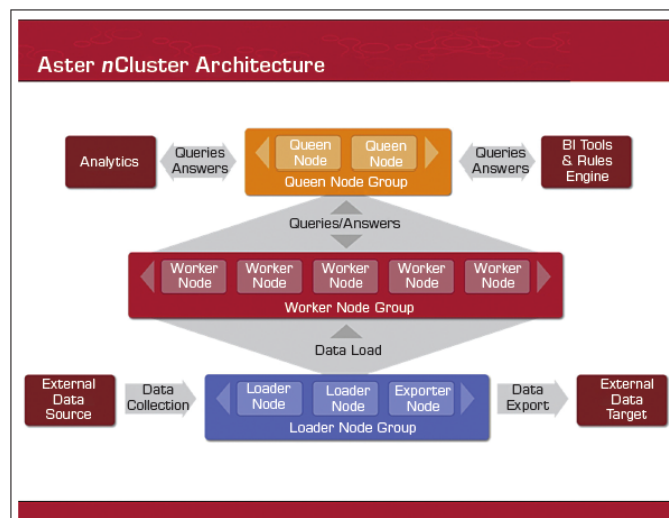 Aster nCluster Architecture
Analytics
Queries
Answers
Queen
Node
Queen
Node
Queen Node Group
Queries
Answers
BI Tools
& Rules
Engine
Queries/Answers
Worker
Node
Worker
Node
Worker
Node
Worker
Node
Worker
Node
Worker Node Group
Data Load
External
Data
Source
Data
Collection
Loader
Node
Loader
Node
Exporter
Node
Loader Node Group
Data
Export
External
Data
Target